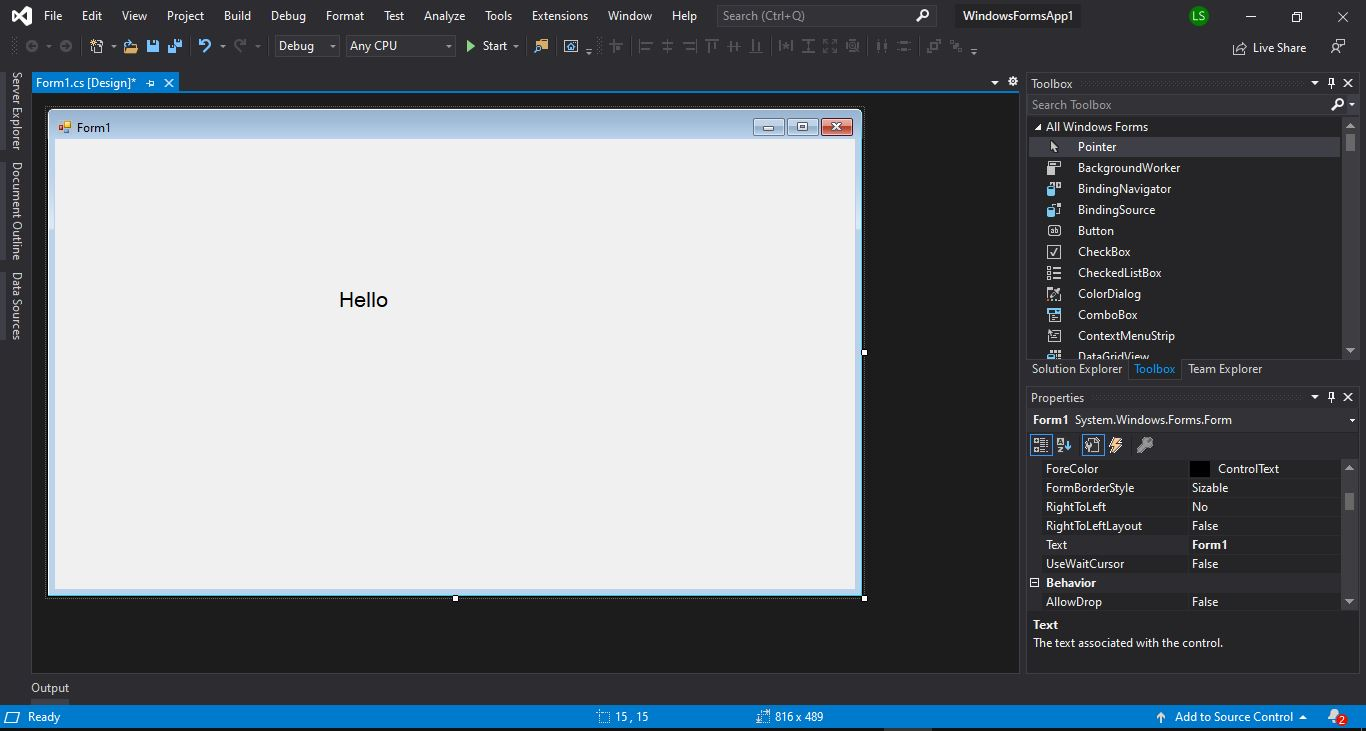 File Edit View Project Build Debug Format Test Analyze Tools Extensions Window Help Search (Ctrl+Q) WindowsFormsApp1 LS
Debug Any CPU Start Live Share
Server Explorer
Document Outline
Data Sources
Form1.cs [Design]*
Form1
Hello
Toolbox
Search Toolbox
All Windows Forms
Pointer
BackgroundWorker
BindingNavigator
BindingSource
Button
CheckBox
CheckedListBox
ColorDialog
ComboBox
ContextMenuStrip
DataGridView
Solution Explorer Toolbox Team Explorer
Properties
Form1 System.Windows.Forms.Form
ForeColor ControlText
FormBorderStyle Sizable
RightToLeft No
RightToLeftLayout False
Text Form1
UseWaitCursor False
Behavior
AllowDrop False
Text
The text associated with the control.
Output
Ready 15 , 15 816 x 489 Add to Source Control 2